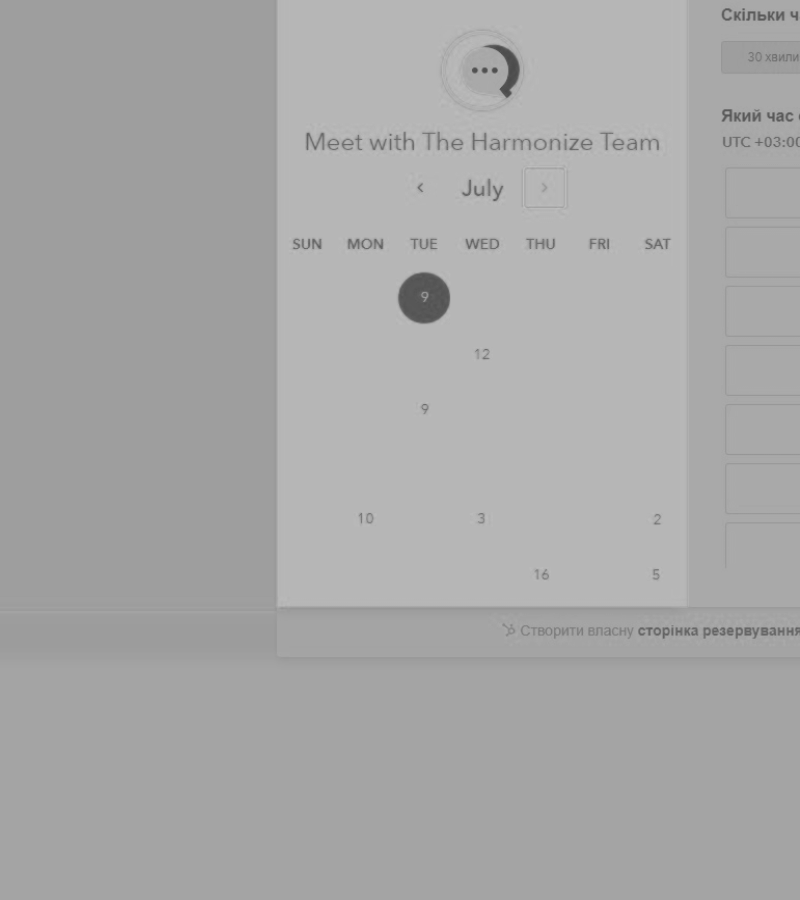 Meet with The Harmonize Team
‹ July ›
SUN MON TUE WED THU FRI SAT
9
12
9
10 3 2
16 5
Скільки ч
30 хвили
Який час
UTC +03:00
Створити власну сторінка резервування